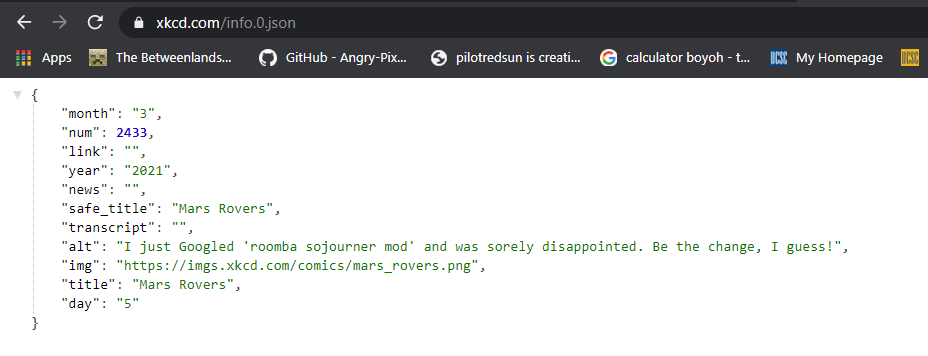 xkcd.com/info.0.json
Apps The Betweenlands... GitHub - Angry-Pix... pilotredsun is creati... calculator boyoh - t... UCSC My Homepage UCSC
{
"month": "3",
"num": 2433,
"link": "",
"year": "2021",
"news": "",
"safe_title": "Mars Rovers",
"transcript": "",
"alt": "I just Googled 'roomba sojourner mod' and was sorely disappointed. Be the change, I guess!",
"img": "https://imgs.xkcd.com/comics/mars_rovers.png",
"title": "Mars Rovers",
"day": "5"
}